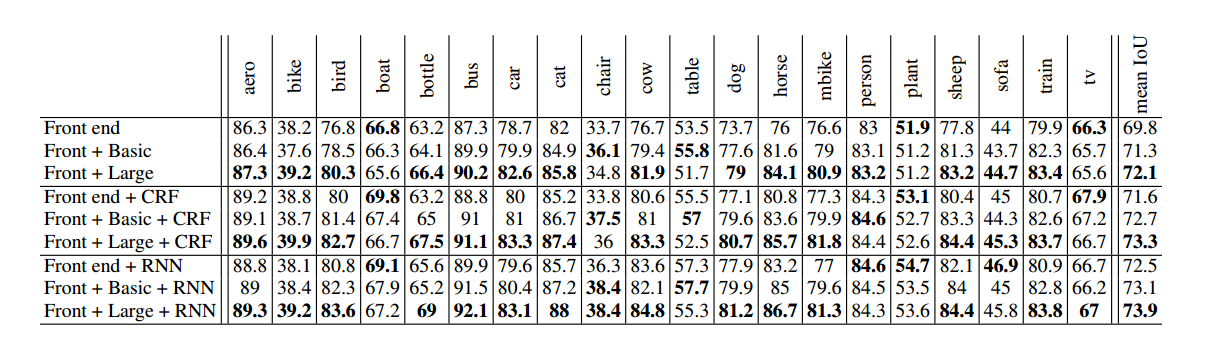 aero bike bird boat bottle bus car cat chair cow table dog horse mbike person plant sheep sofa train tv mean IoU
Front end 86.3 38.2 76.8 66.8 63.2 87.3 78.7 82 33.7 76.7 53.5 73.7 76 76.6 83 51.9 77.8 44 79.9 66.3 69.8
Front + Basic 86.4 37.6 78.5 66.3 64.1 89.9 79.9 84.9 36.1 79.4 55.8 77.6 81.6 79 83.1 51.2 81.3 43.7 82.3 65.7 71.3
Front + Large 87.3 39.2 80.3 65.6 66.4 90.2 82.6 85.8 34.8 81.9 51.7 79 84.1 80.9 83.2 51.2 83.2 44.7 83.4 65.6 72.1
Front end + CRF 89.2 38.8 80 69.8 63.2 88.8 80 85.2 33.8 80.6 55.5 77.1 80.8 77.3 84.3 53.1 80.4 45 80.7 67.9 71.6
Front + Basic + CRF 89.1 38.7 81.4 67.4 65 91 81 86.7 37.5 81 57 79.6 83.6 79.9 84.6 52.7 83.3 44.3 82.6 67.2 72.7
Front + Large + CRF 89.6 39.9 82.7 66.7 67.5 91.1 83.3 87.4 36 83.3 52.5 80.7 85.7 81.8 84.4 52.6 84.4 45.3 83.7 66.7 73.3
Front end + RNN 88.8 38.1 80.8 69.1 65.6 89.9 79.6 85.7 36.3 83.6 57.3 77.9 83.2 77 84.6 54.7 82.1 46.9 80.9 66.7 72.5
Front + Basic + RNN 89 38.4 82.3 67.9 65.2 91.5 80.4 87.2 38.4 82.1 57.7 79.9 85 79.6 84.5 53.5 84 45 82.8 66.2 73.1
Front + Large + RNN 89.3 39.2 83.6 67.2 69 92.1 83.1 88 38.4 84.8 55.3 81.2 86.7 81.3 84.3 53.6 84.4 45.8 83.8 67 73.9